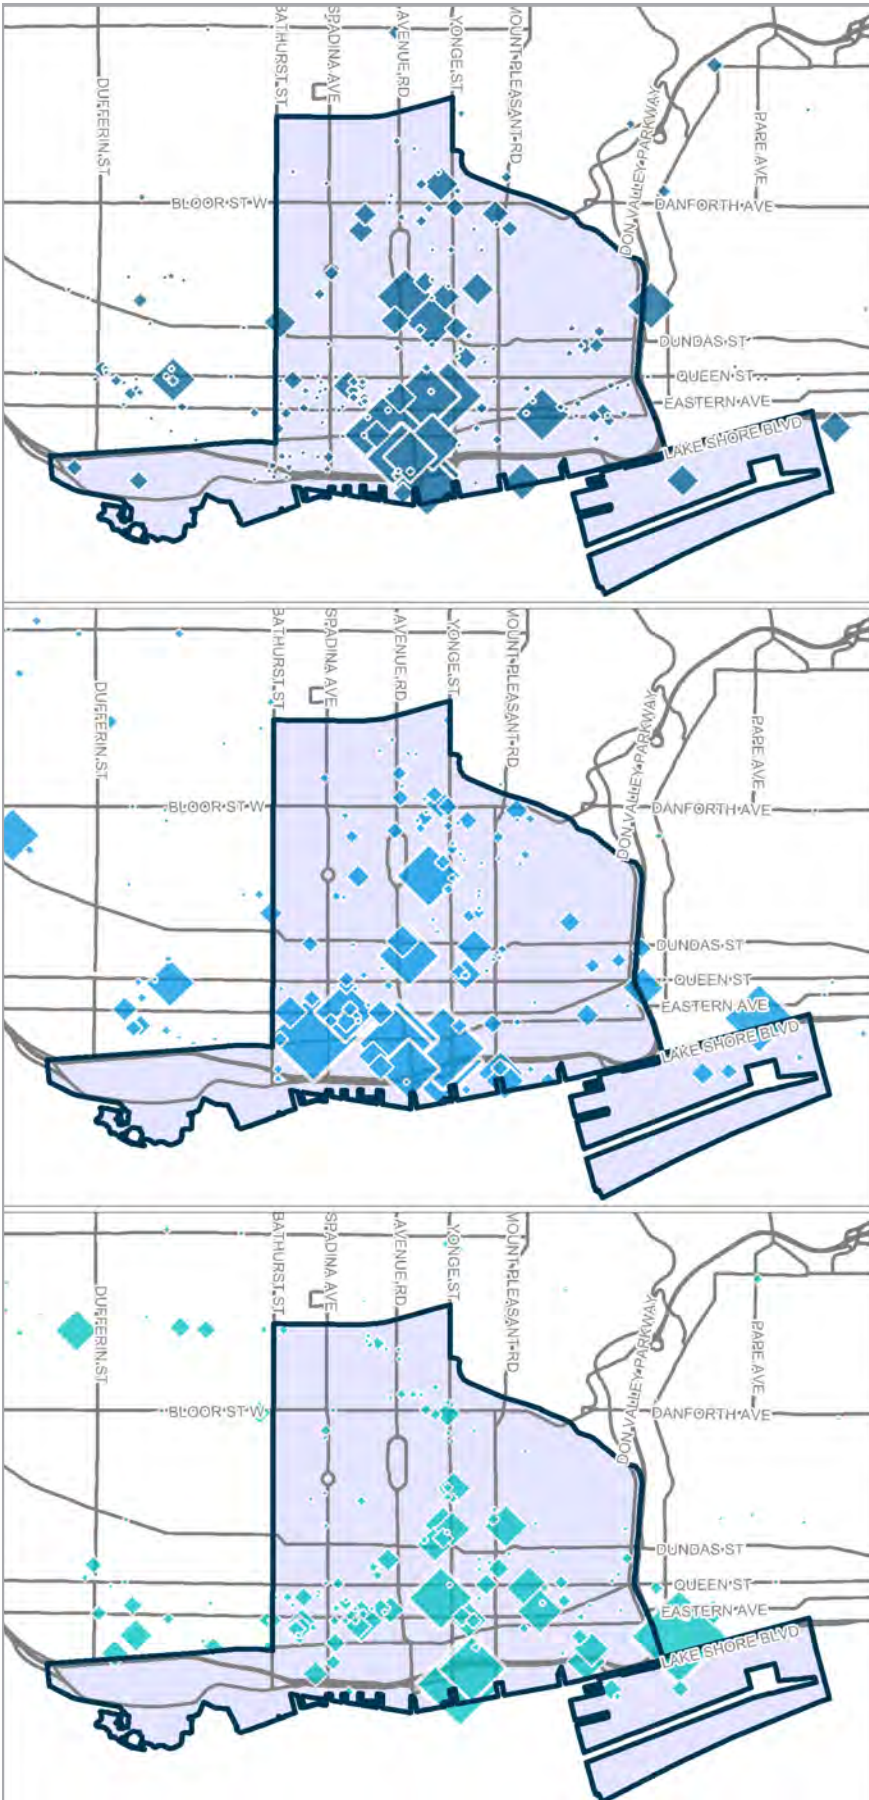 BATHURST ST
SPADINA AVE
AVENUE RD
YONGE ST
MOUNT PLEASANT RD
DUFFERIN ST
DON VALLEY PARKWAY
PAPE AVE
BLOOR ST W
DANFORTH AVE
DUNDAS ST
QUEEN ST
EASTERN AVE
LAKE SHORE BLVD
BATHURST ST
SPADINA AVE
AVENUE RD
YONGE ST
MOUNT PLEASANT RD
DUFFERIN ST
DON VALLEY PARKWAY
PAPE AVE
BLOOR ST W
DANFORTH AVE
DUNDAS ST
QUEEN ST
EASTERN AVE
LAKE SHORE BLVD
BATHURST ST
SPADINA AVE
AVENUE RD
YONGE ST
MOUNT PLEASANT RD
DUFFERIN ST
DON VALLEY PARKWAY
PAPE AVE
BLOOR ST W
DANFORTH AVE
DUNDAS ST
QUEEN ST
EASTERN AVE
LAKE SHORE BLVD